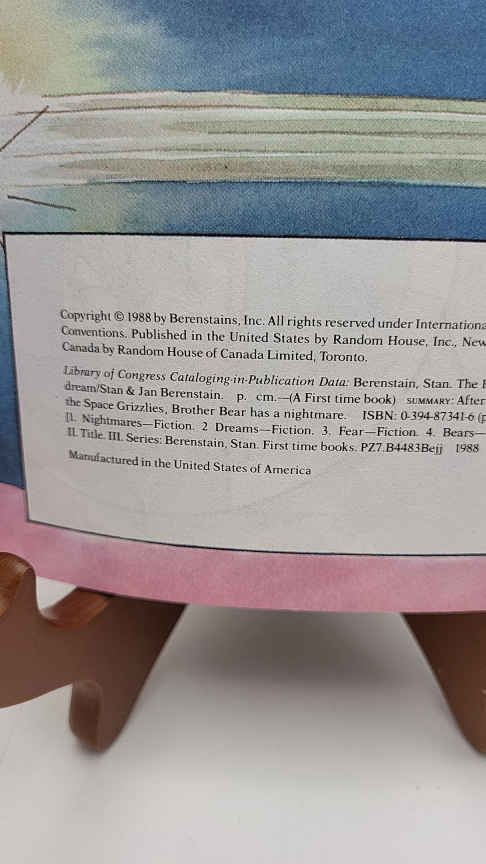 Copyright © 1988 by Berenstains, Inc. All rights reserved under Internationa
Conventions. Published in the United States by Random House, Inc., New
Canada by Random House of Canada Limited, Toronto.
Library of Congress Cataloging-in-Publication Data: Berenstain, Stan. The
dream/Stan & Jan Berenstain. p. cm.—(A First time book) SUMMARY: After
the Space Grizzlies, Brother Bear has a nightmare. ISBN: 0-394-87341-6 (p
[1. Nightmares—Fiction. 2 Dreams—Fiction. 3. Fear—Fiction. 4. Bears—
II. Title. III. Series: Berenstain, Stan. First time books. PZ7.B4483Bejj 1988
Manufactured in the United States of America